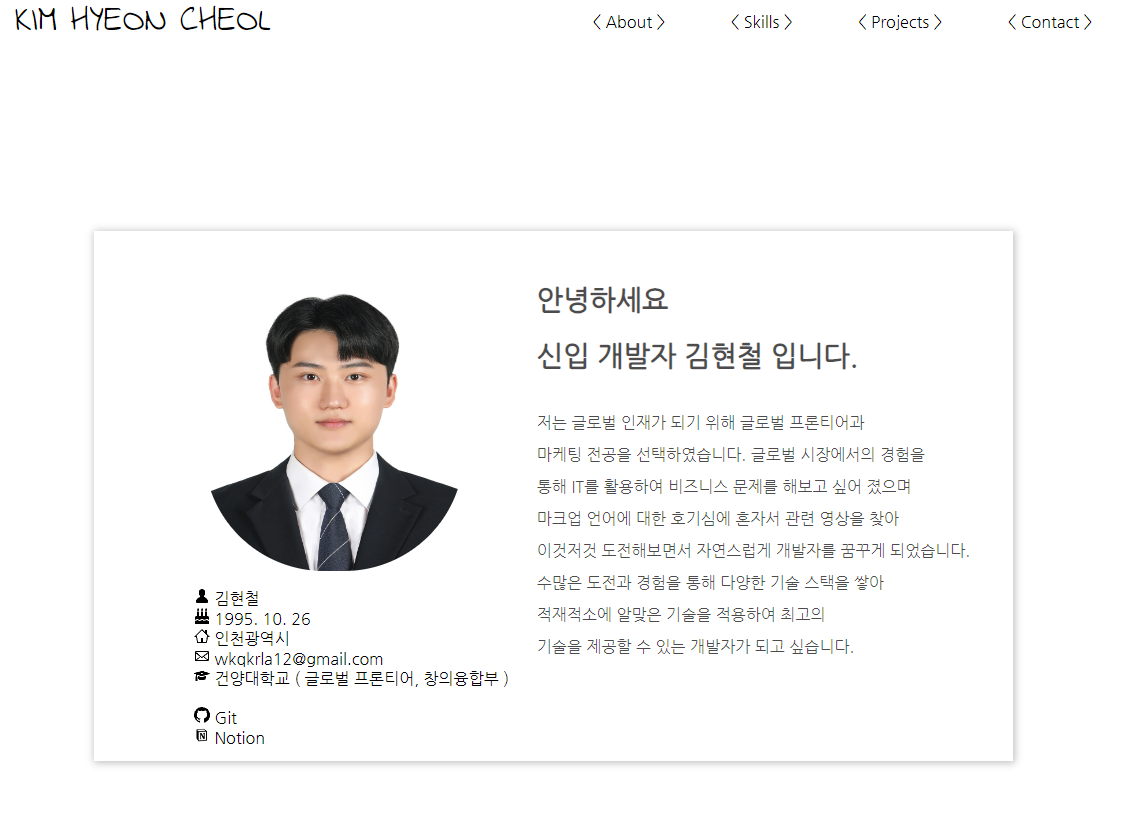 KIM HYEON CHEOL
〈 About 〉
〈 Skills 〉
〈 Projects 〉
〈 Contact 〉
안녕하세요
신입 개발자 김현철 입니다.
저는 글로벌 인재가 되기 위해 글로벌 프론티어과
마케팅 전공을 선택하였습니다. 글로벌 시장에서의 경험을
통해 IT를 활용하여 비즈니스 문제를 해보고 싶어 졌으며
마크업 언어에 대한 호기심에 혼자서 관련 영상을 찾아
이것저것 도전해보면서 자연스럽게 개발자를 꿈꾸게 되었습니다.
수많은 도전과 경험을 통해 다양한 기술 스택을 쌓아
적재적소에 알맞은 기술을 적용하여 최고의
기술을 제공할 수 있는 개발자가 되고 싶습니다.
김현철
1995. 10. 26
인천광역시
wkqkrla12@gmail.com
건양대학교 ( 글로벌 프론티어, 창의융합부 )
Git
Notion